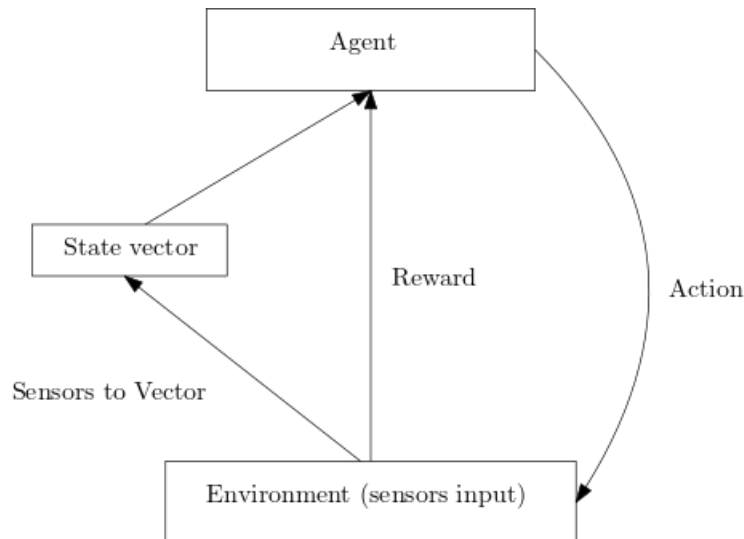 Agent
State vector
Reward
Action
Sensors to Vector
Environment (sensors input)